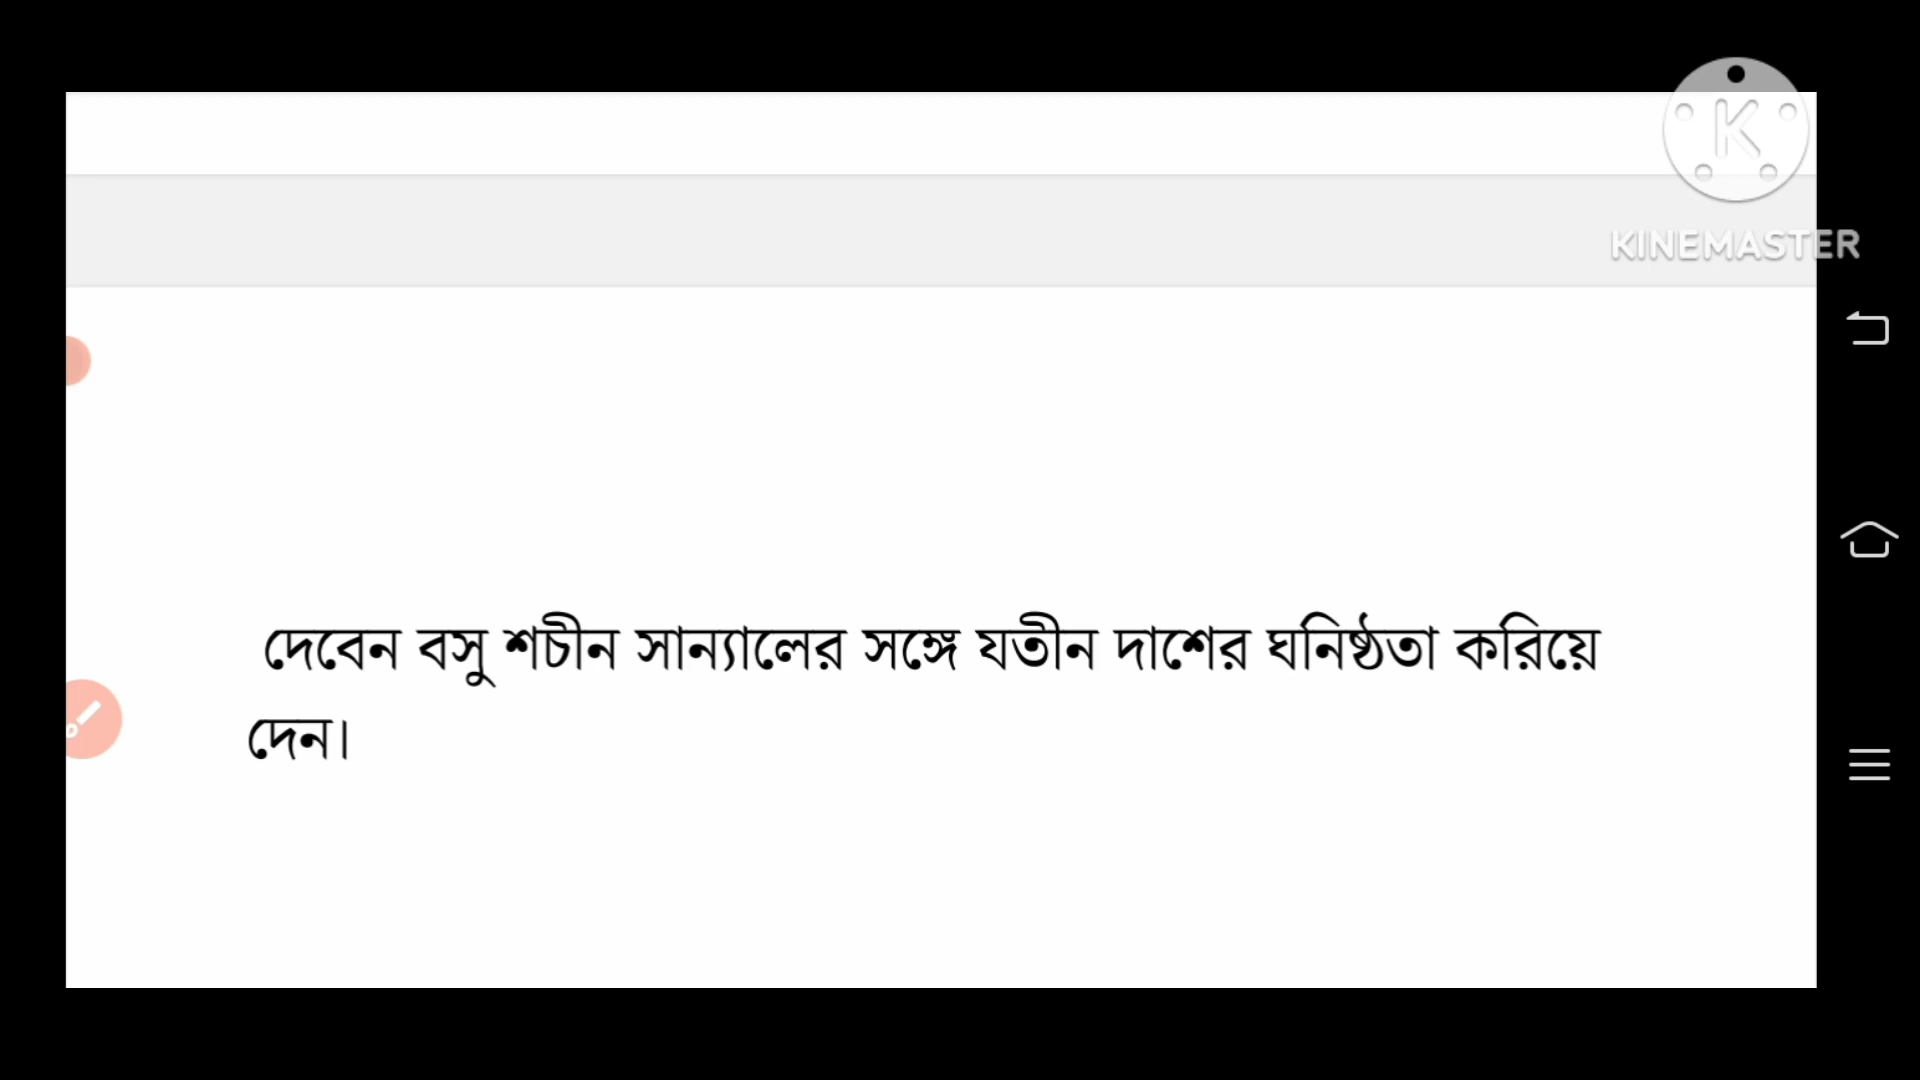 KINEMASTER
দেবেন বসু শচীন সান্যালের সঙ্গে যতীন দাশের ঘনিষ্ঠতা করিয়ে
দেন।